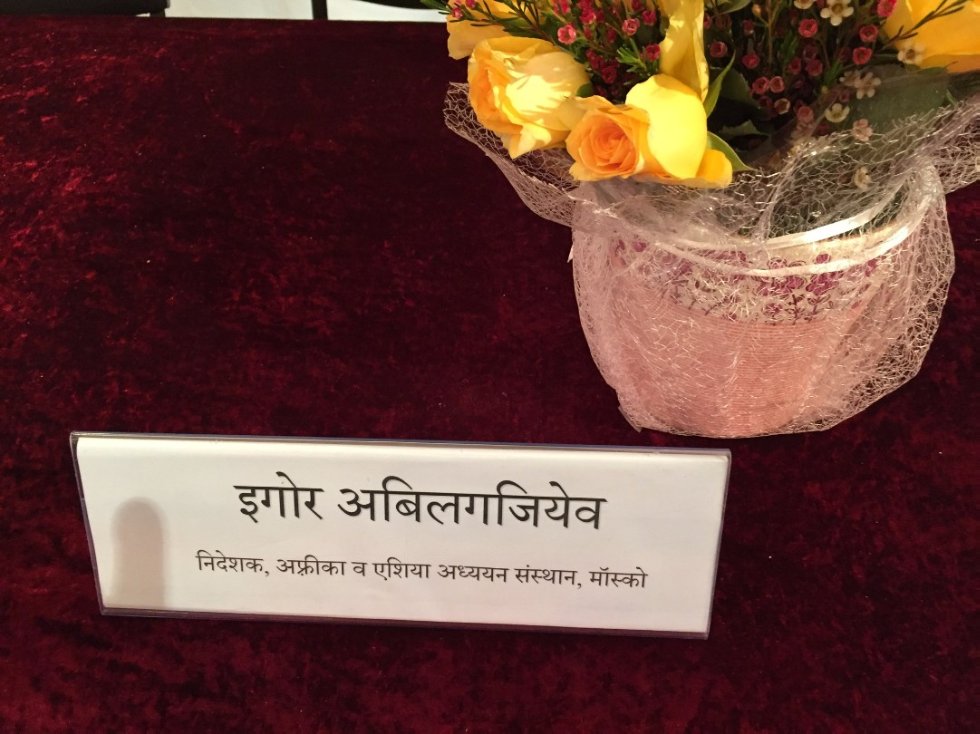 इगोर अबिलगजियेव
निदेशक, अफ़्रीका व एशिया अध्ययन संस्थान, मॉस्को